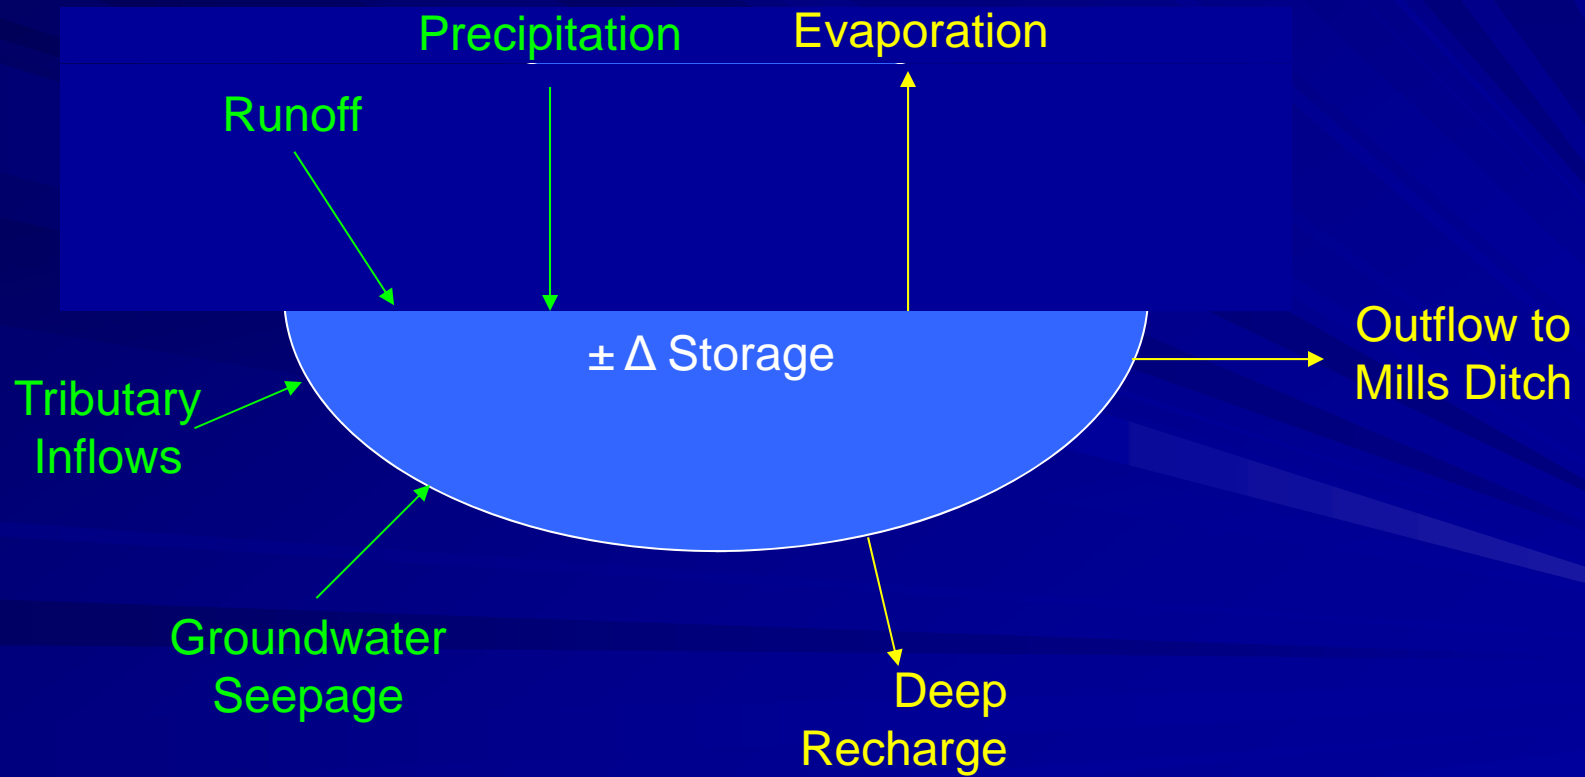 Precipitation
Evaporation
Runoff
± Δ Storage
Outflow to
Mills Ditch
Tributary
Inflows
Groundwater
Seepage
Deep
Recharge